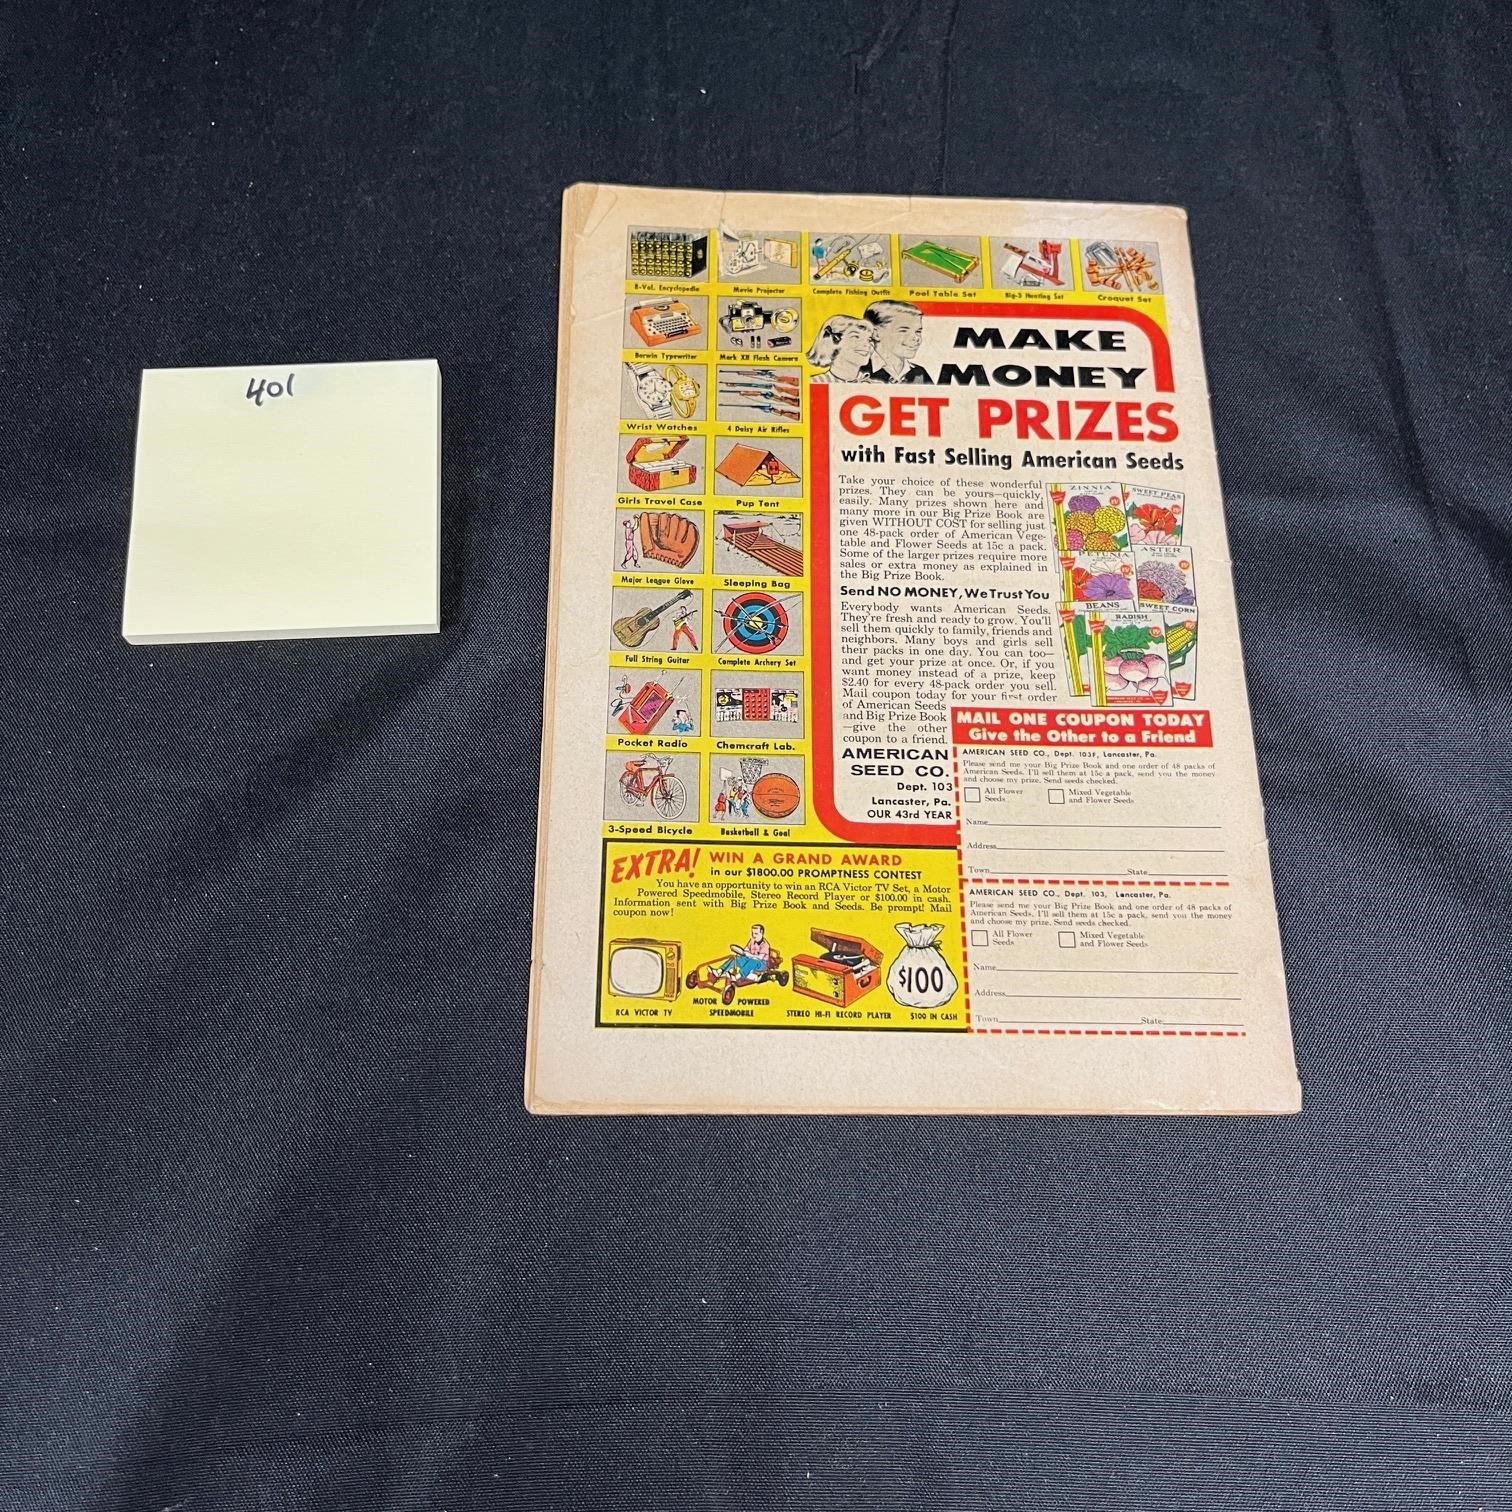 401
8-Vol. Encyclopedia
Movie Projector
Complete Fishing Outfit
Pool Table Set
Big-3 Hunting Set
Croquet Set
Berwin Typewriter
Mark XII Flash Camera
Wrist Watches
4 Daisy Air Rifles
Girls Travel Case
Pup Tent
Major League Glove
Sleeping Bag
Full String Guitar
Complete Archery Set
Pocket Radio
Chemcraft Lab.
3-Speed Bicycle
Basketball & Goal
MAKE
MONEY
GET PRIZES
with Fast Selling American Seeds
Take your choice of these wonderful
prizes. They can be yours—quickly,
easily. Many prizes shown here and
many more in our Big Prize Book are
given WITHOUT COST for selling just
one 48-pack order of American Vege-
table and Flower Seeds at 15c a pack.
Some of the larger prizes require more
sales or extra money as explained in
the Big Prize Book.
Send NO MONEY, We Trust You
Everybody wants American Seeds.
They're fresh and ready to grow. You'll
sell them quickly to family, friends and
neighbors. Many boys and girls sell
their packs in one day. You can too—
and get your prize at once. Or, if you
want money instead of a prize, keep
$2.40 for every 48-pack order you sell.
Mail coupon today for your first order
of American Seeds
and Big Prize Book
—give the other
coupon to a friend.
AMERICAN
SEED CO.
Dept. 103
Lancaster, Pa.
OUR 43rd YEAR
ZINNIA
SWEET PEAS
PETUNIA
ASTER
BEANS
SWEET CORN
RADISH
MAIL ONE COUPON TODAY
Give the Other to a Friend
AMERICAN SEED CO., Dept. 103F, Lancaster, Pa.
Please send me your Big Prize Book and one order of 48 packs of
American Seeds. I'll sell them at 15c a pack, send you the money
and choose my prize. Send seeds checked.
All Flower
Seeds
Mixed Vegetable
and Flower Seeds
Name
Address
Town State
AMERICAN SEED CO., Dept. 103, Lancaster, Pa.
Please send me your Big Prize Book and one order of 48 packs of
American Seeds. I'll sell them at 15c a pack, send you the money
and choose my prize. Send seeds checked.
All Flower
Seeds
Mixed Vegetable
and Flower Seeds
Name
Address
Town State
EXTRA! WIN A GRAND AWARD
in our $1800.00 PROMPTNESS CONTEST
You have an opportunity to win an RCA Victor TV Set, a Motor
Powered Speedmobile, Stereo Record Player or $100.00 in cash.
Information sent with Big Prize Book and Seeds. Be prompt! Mail
coupon now!
$100
RCA VICTOR TV
MOTOR POWERED
SPEEDMOBILE
STEREO HI-FI RECORD PLAYER
$100 IN CASH